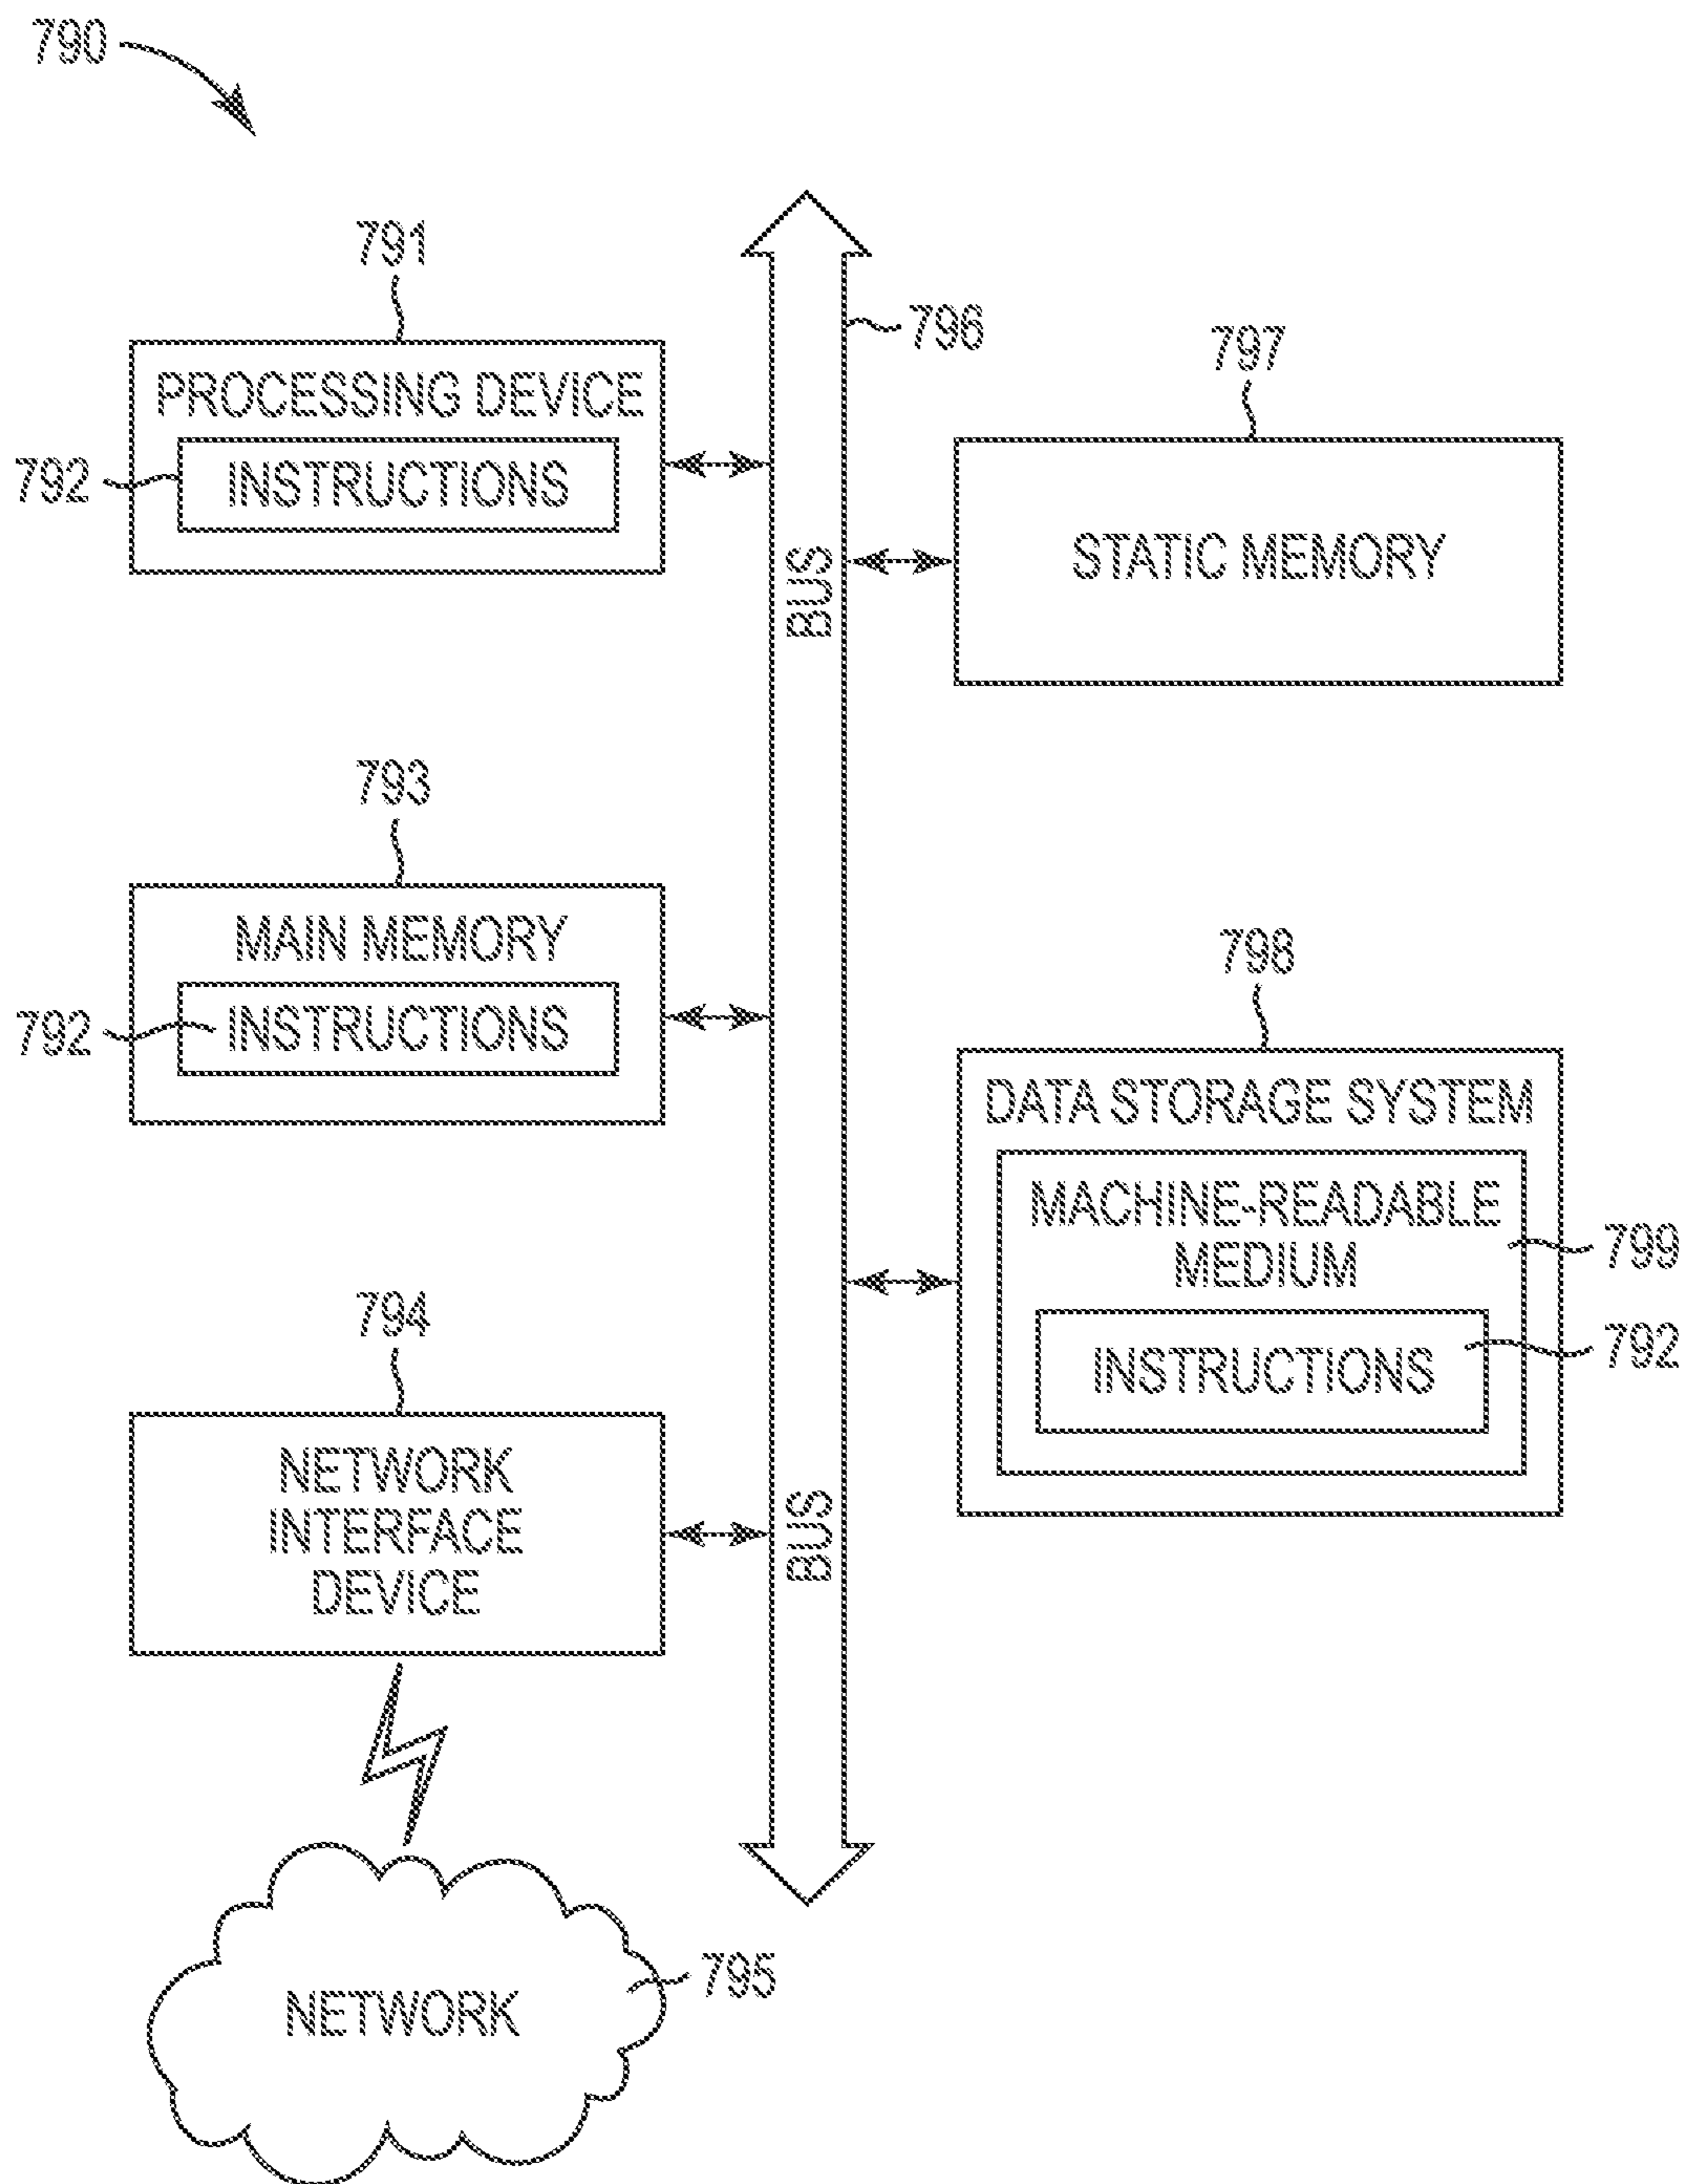 790
791
PROCESSING DEVICE
792
INSTRUCTIONS
796
797
STATIC MEMORY
BUS
793
MAIN MEMORY
792
INSTRUCTIONS
798
DATA STORAGE SYSTEM
MACHINE-READABLE
MEDIUM
799
INSTRUCTIONS
792
794
NETWORK
INTERFACE
DEVICE
BUS
NETWORK
795